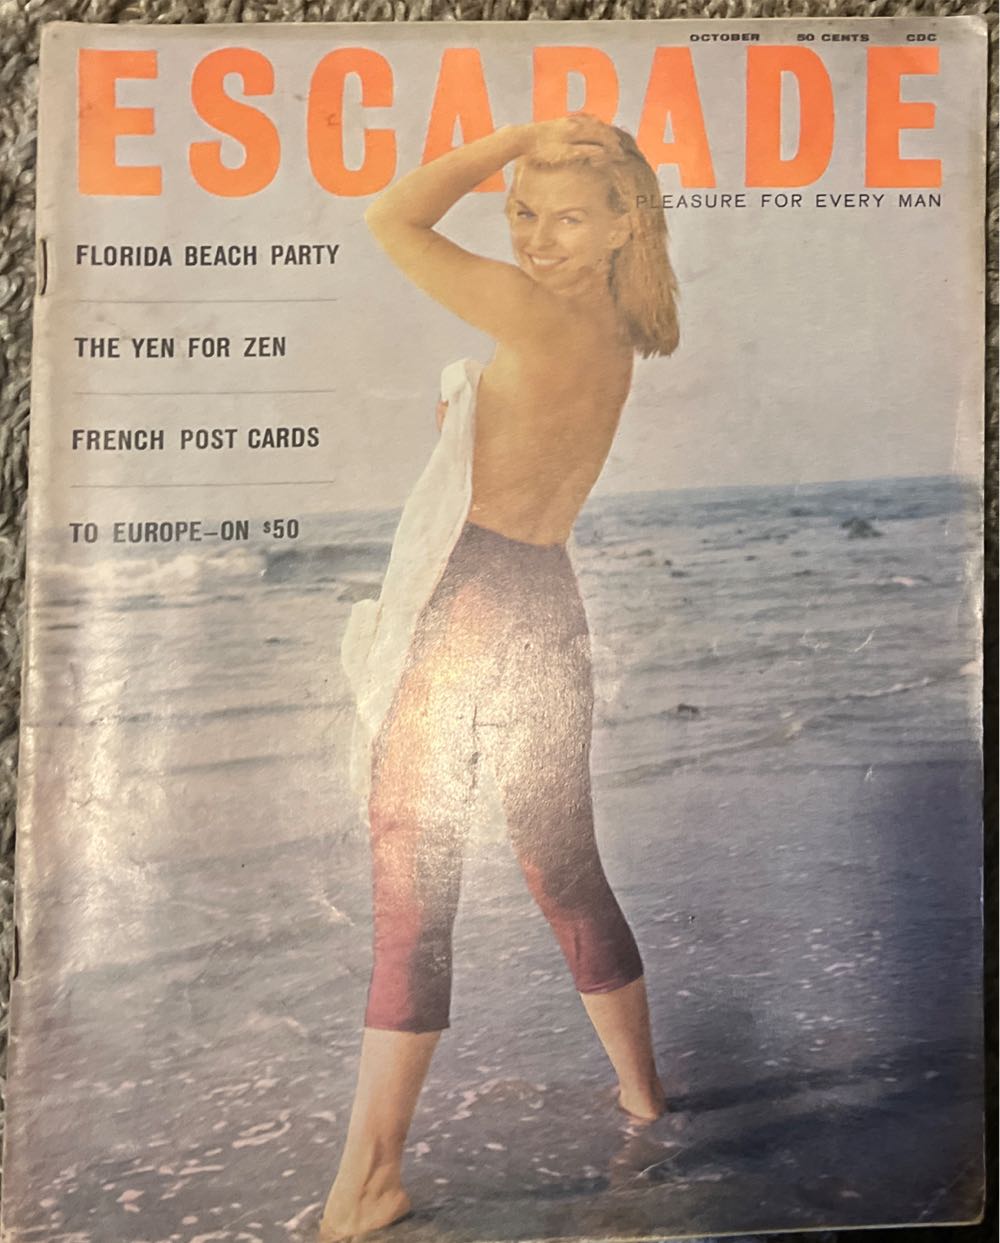 OCTOBER 50 CENTS CDC
ESCAPADE
PLEASURE FOR EVERY MAN
FLORIDA BEACH PARTY
THE YEN FOR ZEN
FRENCH POST CARDS
TO EUROPE–ON $50